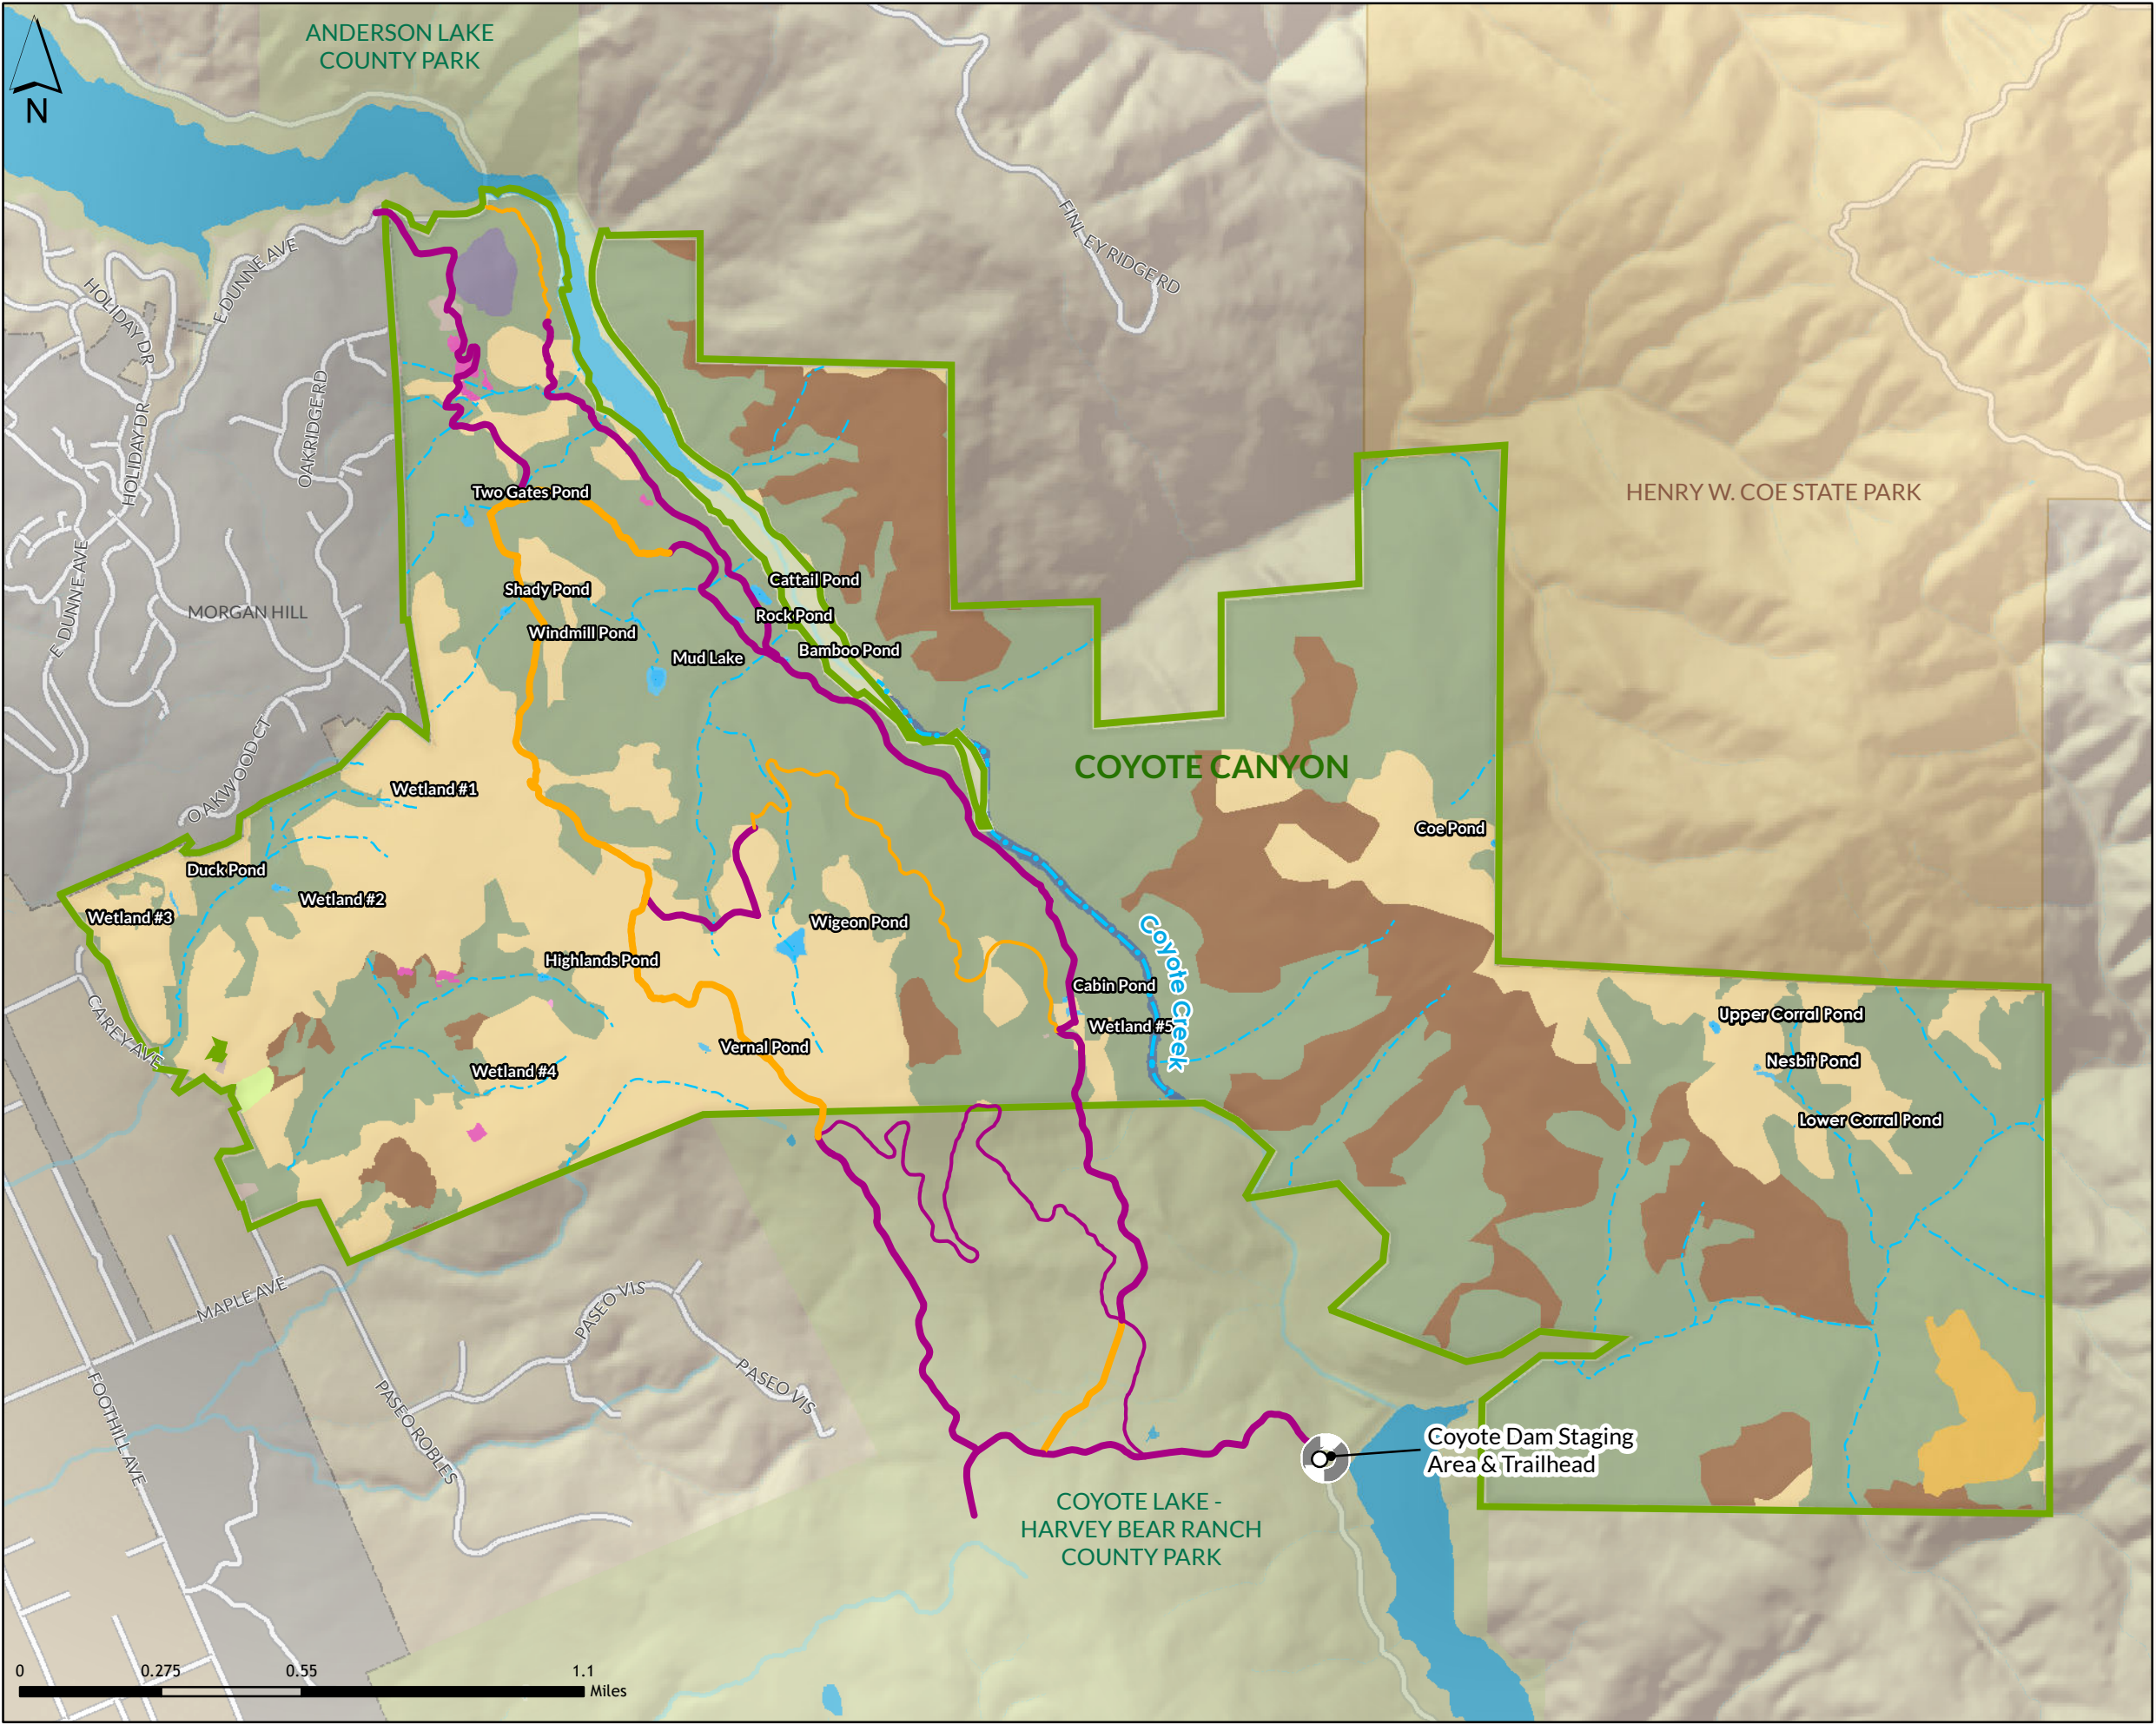 ANDERSON LAKE
COUNTY PARK
N
FINLEY RIDGE RD
E DUNNE AVE
HOLIDAY DR
OAKRIDGE RD
HOLIDAY DR
HENRY W. COE STATE PARK
Two Gates Pond
E DUNNE AVE
Cattail Pond
Shady Pond
MORGAN HILL
Rock Pond
Windmill Pond
Bamboo Pond
Mud Lake
OAKWOOD CT
COYOTE CANYON
Wetland #1
Coe Pond
Duck Pond
Wetland #2
Wetland #3
Wigeon Pond
Coyote Creek
Highlands Pond
Cabin Pond
CAREY AVE
Upper Corral Pond
Wetland #5
Vernal Pond
Nesbit Pond
Wetland #4
Lower Corral Pond
MAPLE AVE
PASEO VIS
PASEO VIS
FOOTHILL AVE
PASEO ROBLES
Coyote Dam Staging
Area & Trailhead
COYOTE LAKE -
HARVEY BEAR RANCH
COUNTY PARK
0 0.275 0.55 1.1
Miles